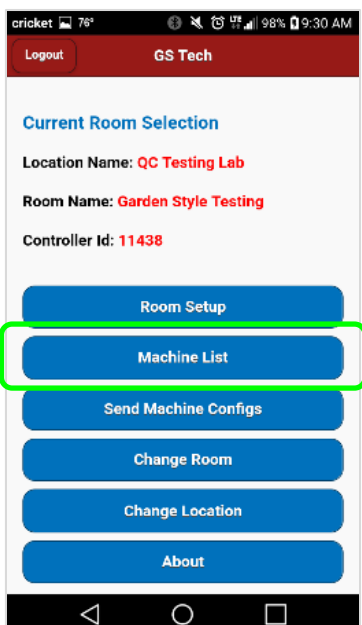 cricket 76° LTE 98% 9:30 AM
Logout GS Tech
Current Room Selection
Location Name: QC Testing Lab
Room Name: Garden Style Testing
Controller Id: 11438
Room Setup
Machine List
Send Machine Configs
Change Room
Change Location
About